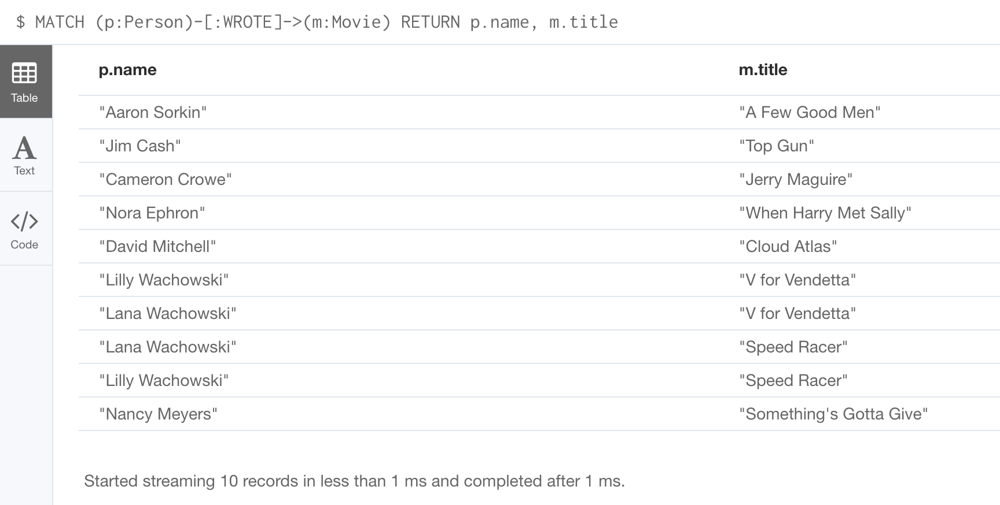 $ MATCH (p:Person)-[:WROTE]->(m:Movie) RETURN p.name, m.title
Table
Text
Code
p.name m.title
"Aaron Sorkin" "A Few Good Men"
"Jim Cash" "Top Gun"
"Cameron Crowe" "Jerry Maguire"
"Nora Ephron" "When Harry Met Sally"
"David Mitchell" "Cloud Atlas"
"Lilly Wachowski" "V for Vendetta"
"Lana Wachowski" "V for Vendetta"
"Lana Wachowski" "Speed Racer"
"Lilly Wachowski" "Speed Racer"
"Nancy Meyers" "Something's Gotta Give"
Started streaming 10 records in less than 1 ms and completed after 1 ms.